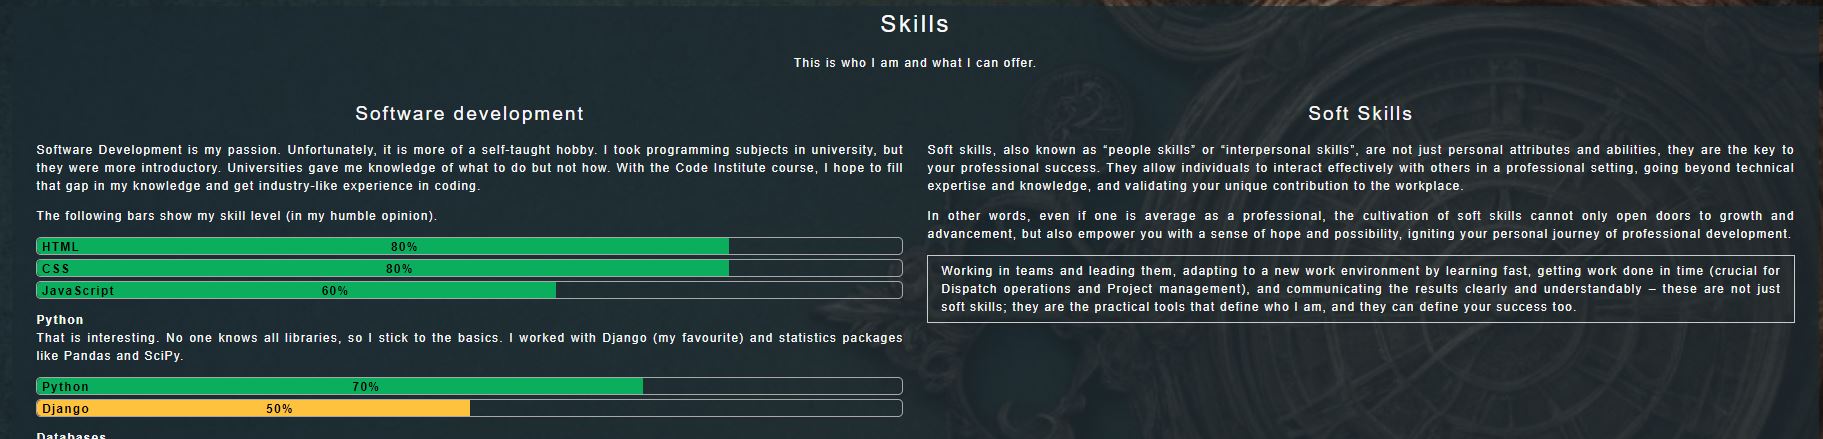 Skills
This is who I am and what I can offer.
Software development
Software Development is my passion. Unfortunately, it is more of a self-taught hobby. I took programming subjects in university, but
they were more introductory. Universities gave me knowledge of what to do but not how. With the Code Institute course, I hope to fill
that gap in my knowledge and get industry-like experience in coding.
The following bars show my skill level (in my humble opinion).
HTML 80%
CSS 80%
JavaScript 60%
Python
That is interesting. No one knows all libraries, so I stick to the basics. I worked with Django (my favourite) and statistics packages
like Pandas and SciPy.
Python 70%
Django 50%
Databases
Soft Skills
Soft skills, also known as “people skills” or “interpersonal skills”, are not just personal attributes and abilities, they are the key to
your professional success. They allow individuals to interact effectively with others in a professional setting, going beyond technical
expertise and knowledge, and validating your unique contribution to the workplace.
In other words, even if one is average as a professional, the cultivation of soft skills cannot only open doors to growth and
advancement, but also empower you with a sense of hope and possibility, igniting your personal journey of professional development.
Working in teams and leading them, adapting to a new work environment by learning fast, getting work done in time (crucial for
Dispatch operations and Project management), and communicating the results clearly and understandably – these are not just
soft skills; they are the practical tools that define who I am, and they can define your success too.